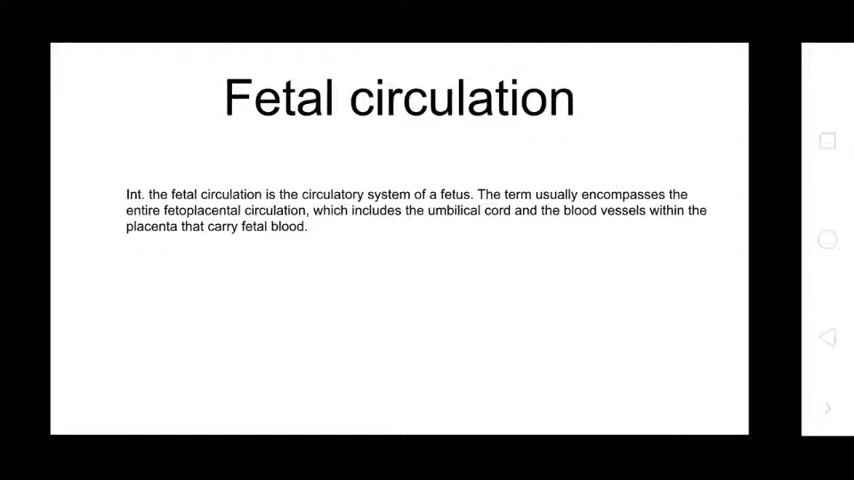 Fetal circulation
Int. the fetal circulation is the circulatory system of a fetus. The term usually encompasses the
entire fetoplacental circulation, which includes the umbilical cord and the blood vessels within the
placenta that carry fetal blood.